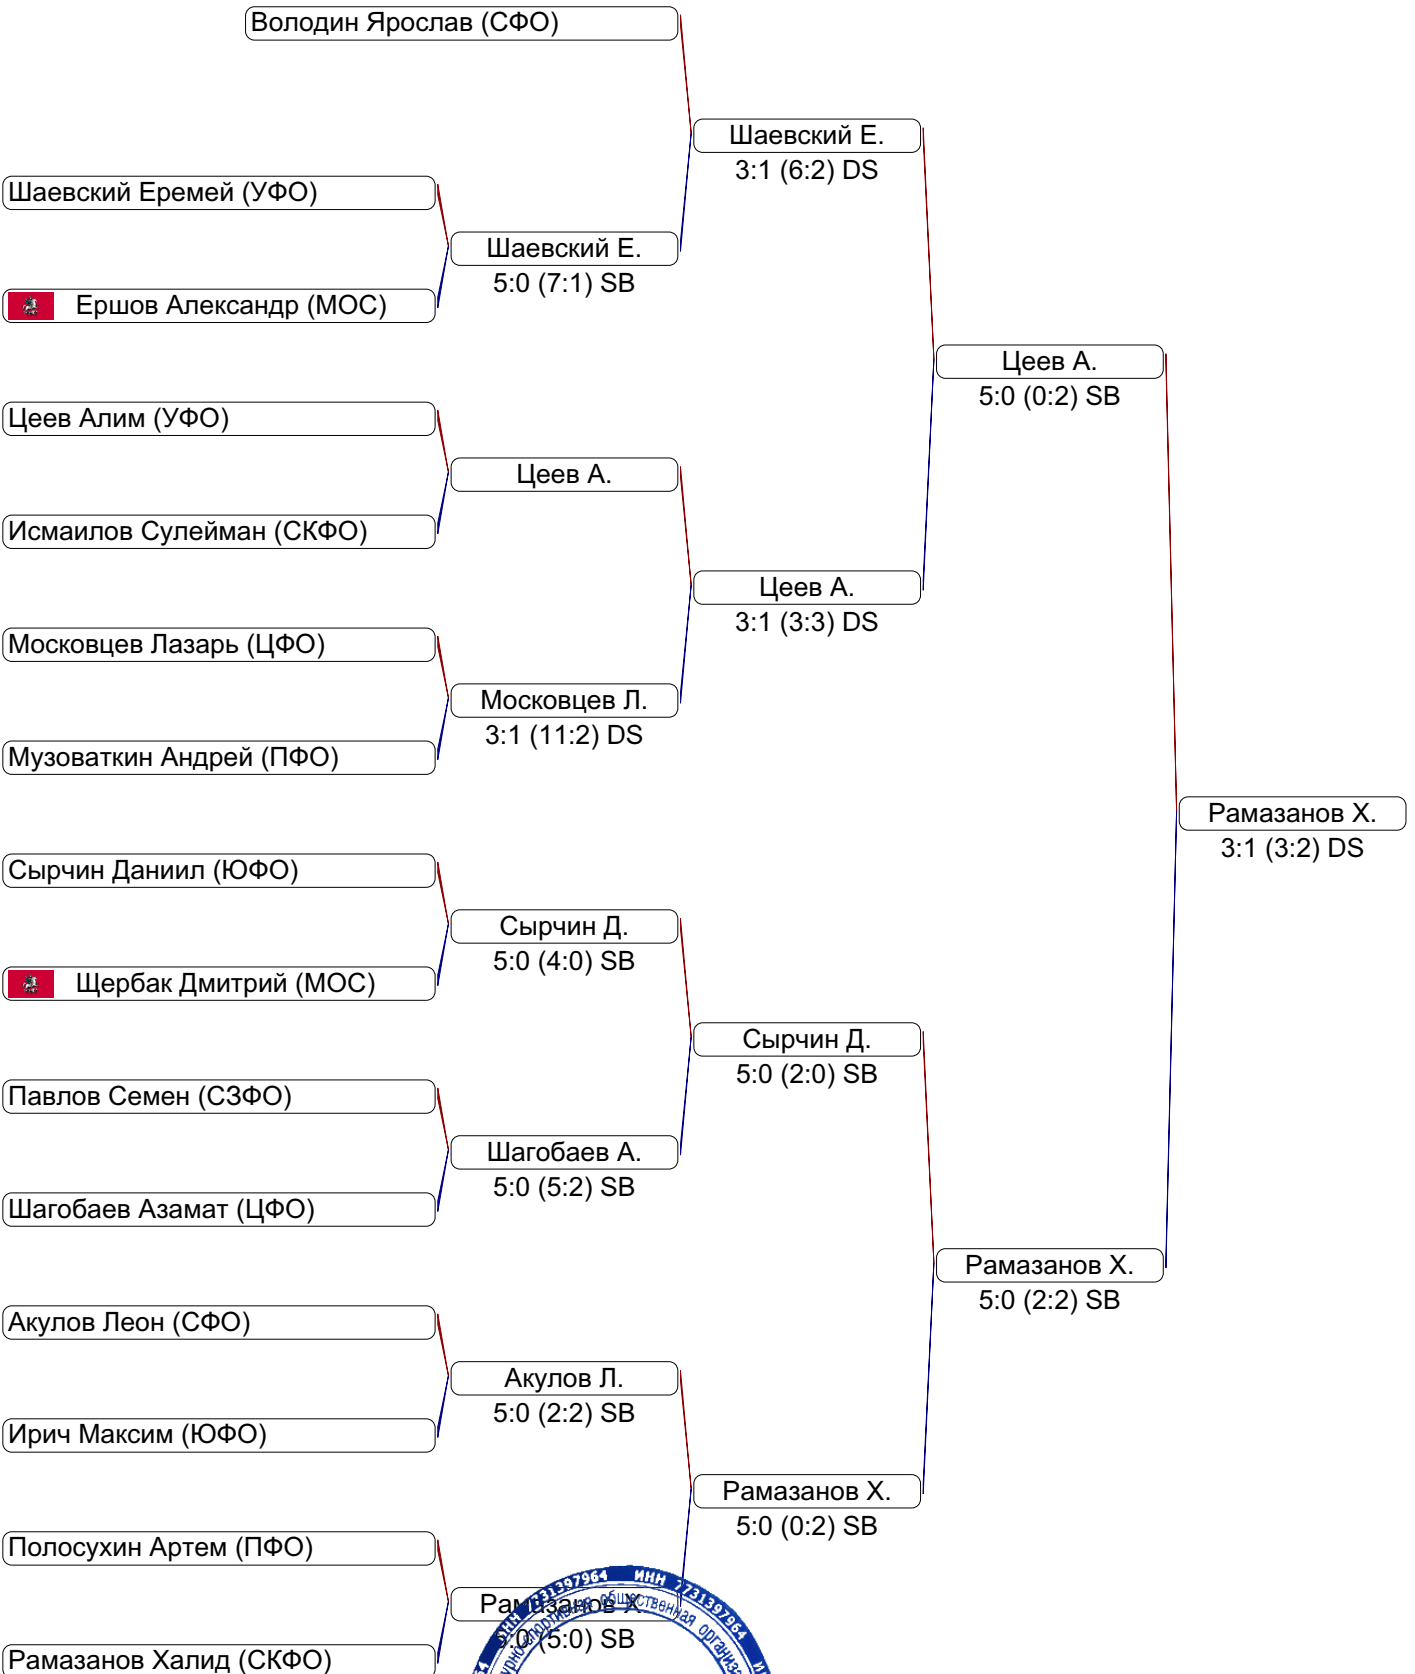 Володин Ярослав (СФО)
Шаевский Е.
3:1 (6:2) DS
Шаевский Еремей (УФО)
Шаевский Е.
5:0 (7:1) SB
Ершов Александр (МОС)
Цеев А.
5:0 (0:2) SB
Цеев Алим (УФО)
Цеев А.
Исмаилов Сулейман (СКФО)
Цеев А.
3:1 (3:3) DS
Московцев Лазарь (ЦФО)
Московцев Л.
3:1 (11:2) DS
Музоваткин Андрей (ПФО)
Рамазанов Х.
3:1 (3:2) DS
Сырчин Даниил (ЮФО)
Сырчин Д.
5:0 (4:0) SB
Щербак Дмитрий (МОС)
Сырчин Д.
5:0 (2:0) SB
Павлов Семен (СЗФО)
Шагобаев А.
5:0 (5:2) SB
Шагобаев Азамат (ЦФО)
Рамазанов Х.
5:0 (2:2) SB
Акулов Леон (СФО)
Акулов Л.
5:0 (2:2) SB
Ирич Максим (ЮФО)
Рамазанов Х.
5:0 (0:2) SB
Полосухин Артем (ПФО)
Рамазанов Х.
5:0 (5:0) SB
Рамазанов Халид (СКФО)
ИНН 7731397964
общественная